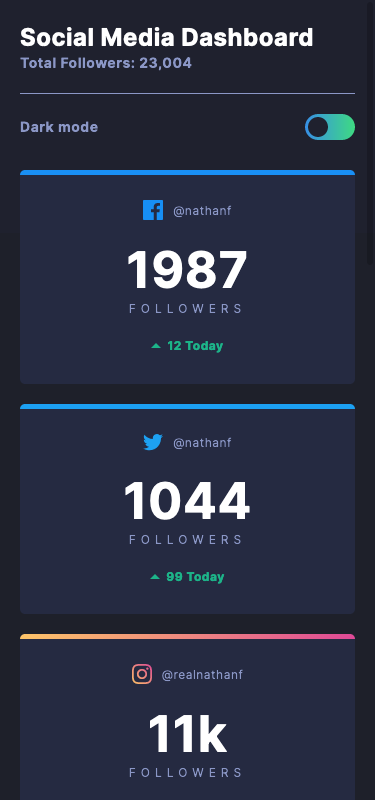 Social Media Dashboard
Total Followers: 23,004
Dark mode
@nathanf
1987
FOLLOWERS
12 Today
@nathanf
1044
FOLLOWERS
99 Today
@realnathanf
11k
FOLLOWERS